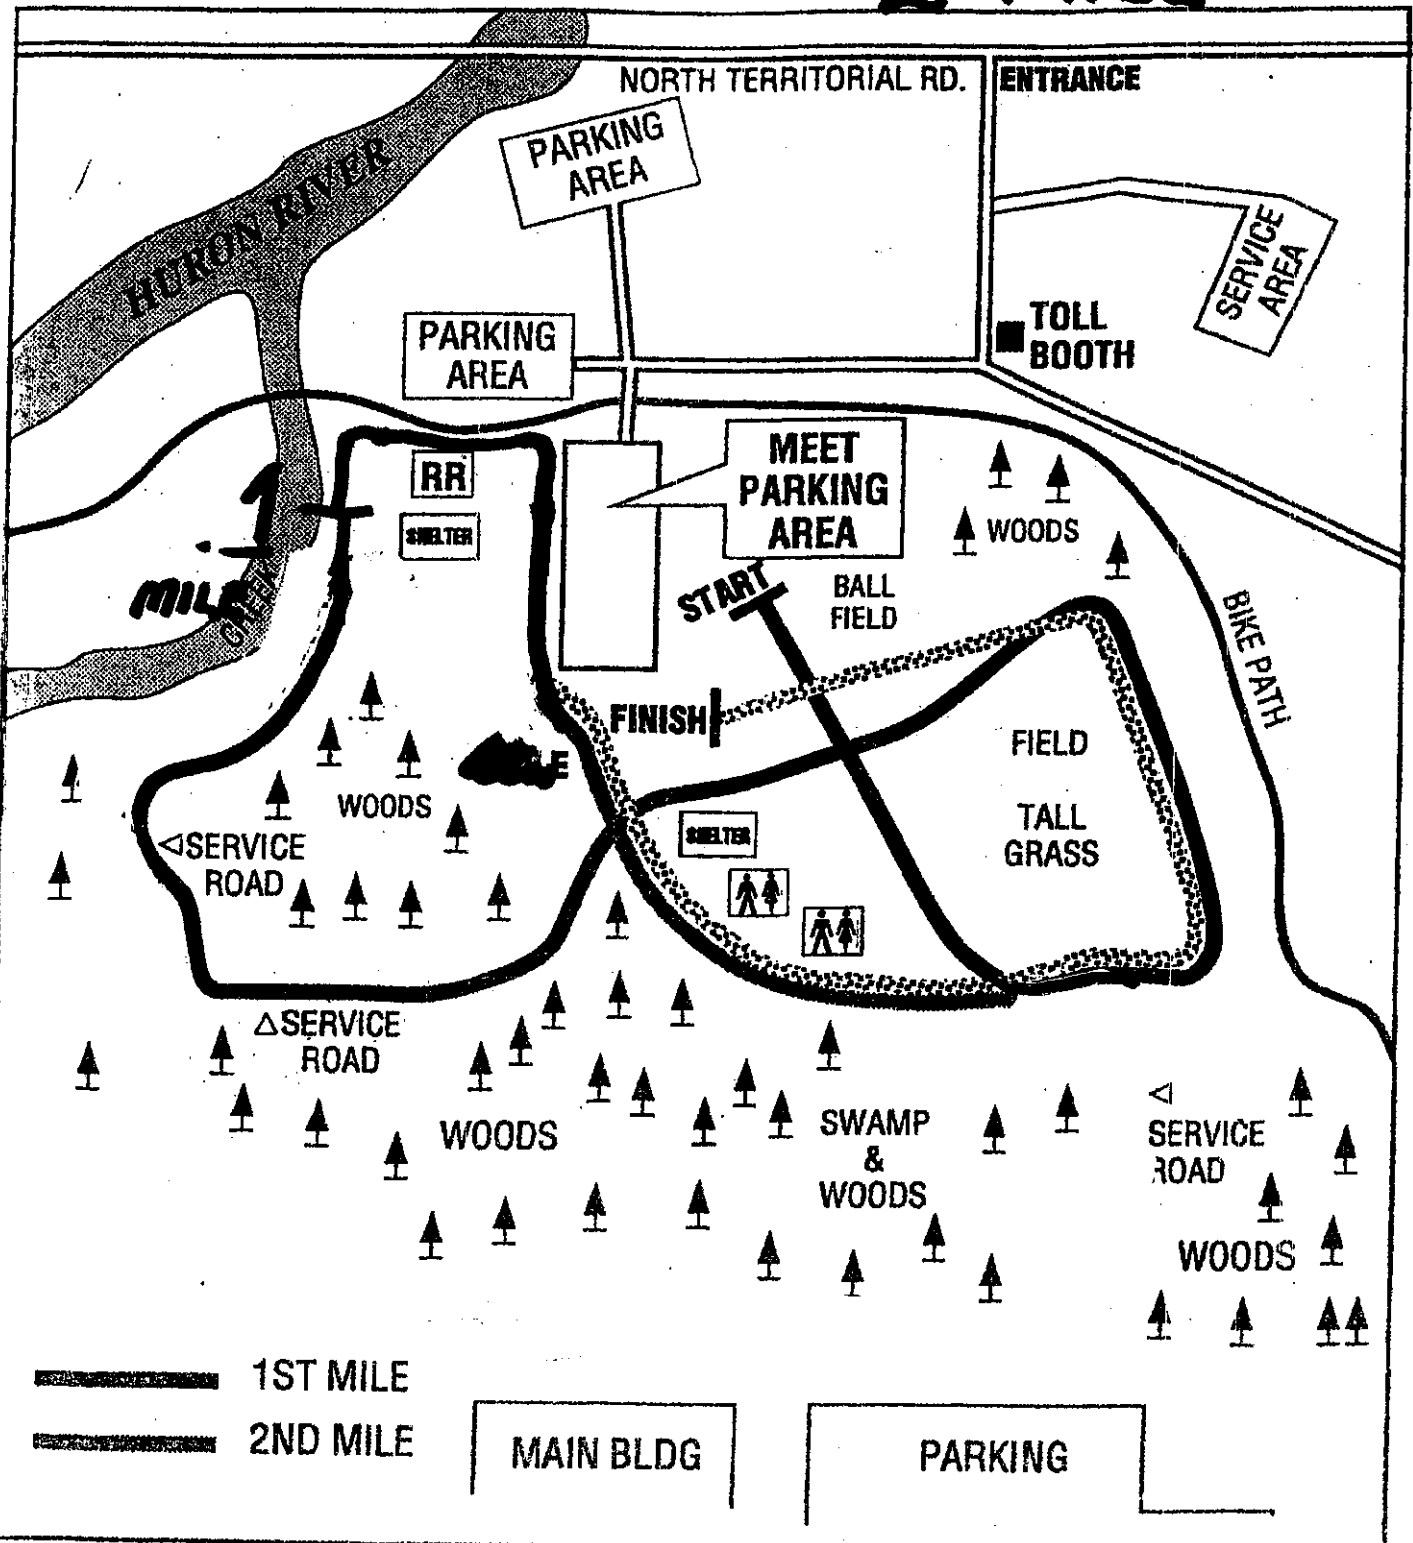 NORTH TERRITORIAL RD.
ENTRANCE
PARKING
AREA
HURON RIVER
SERVICE
AREA
PARKING
AREA
TOLL
BOOTH
MEET
PARKING
AREA
RR
SHELTER
WOODS
1
MILE
CREEK
START
BALL
FIELD
BIKE PATH
FINISH
FIELD
TALL
GRASS
WOODS
SHELTER
SERVICE
ROAD
SERVICE
ROAD
WOODS
SWAMP
&
WOODS
SERVICE
ROAD
WOODS
1ST MILE
2ND MILE
MAIN BLDG
PARKING